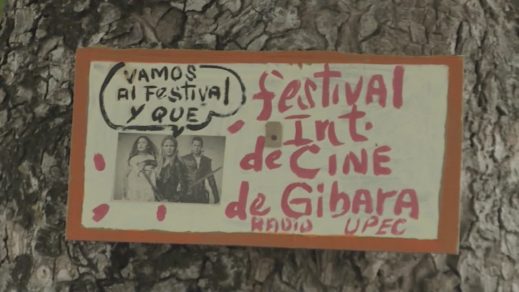 VAMOS
Al FestivAl
Y QUE
festival
Int.
de CINE
de Gibara
RADIO UPEC